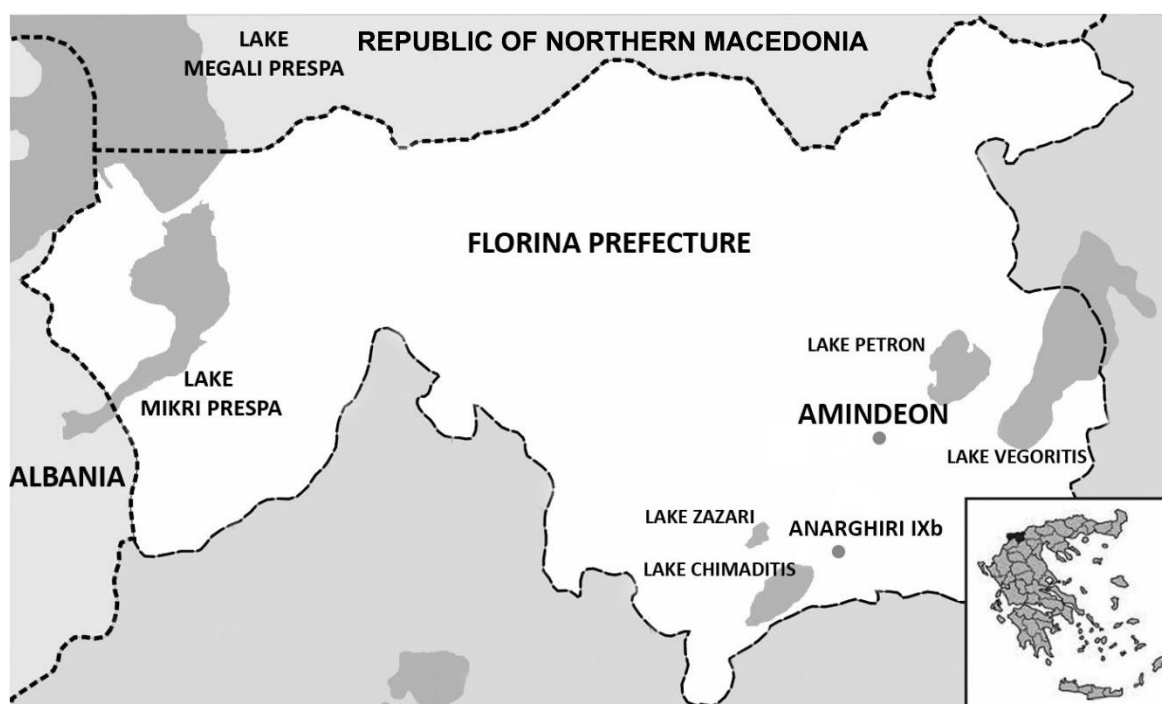 LAKE
MEGALI PRESPA
REPUBLIC OF NORTHERN MACEDONIA
FLORINA PREFECTURE
LAKE PETRON
LAKE
MIKRI PRESPA
AMINDEON
LAKE VEGORITIS
ALBANIA
LAKE ZAZARI
ANARGHIRI IXb
LAKE CHIMADITIS